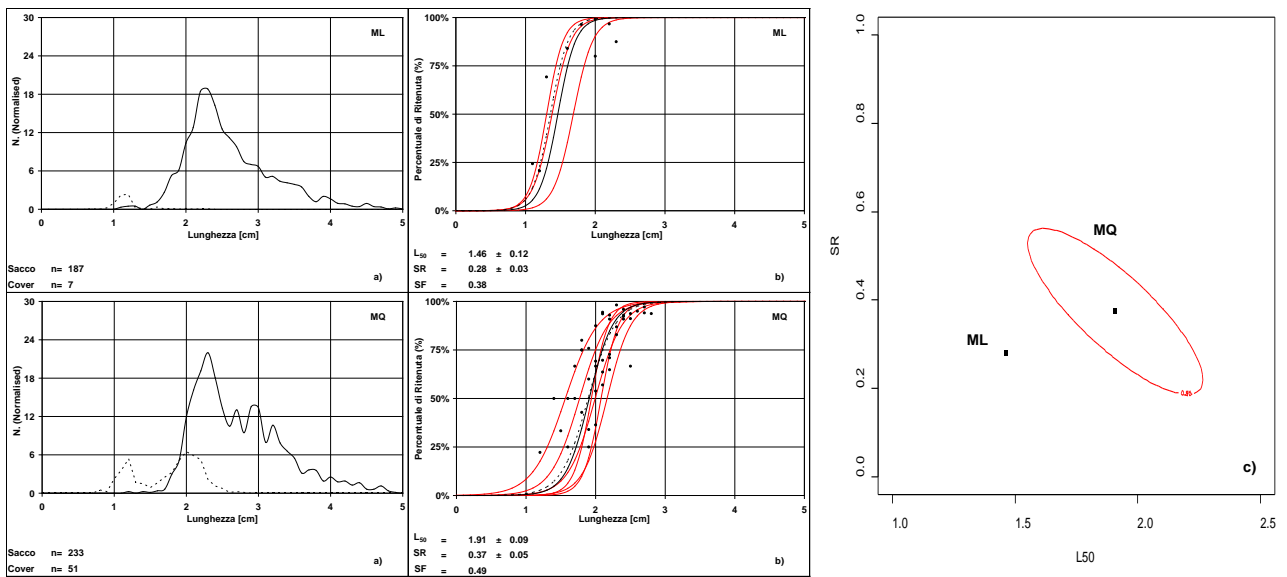 30
24
18
12
6
0
N. (Normalised)
ML
0 1 2 3 4 5
Lunghezza [cm]
Sacco n= 187
Cover n= 7
a)
100%
75%
50%
25%
0%
Percentuale di Ritenuta (%)
ML
0 1 2 3 4 5
Lunghezza [cm]
L50 = 1.46 ± 0.12
SR = 0.28 ± 0.03
SF = 0.38
b)
30
24
18
12
6
0
N. (Normalised)
MQ
0 1 2 3 4 5
Lunghezza [cm]
Sacco n= 233
Cover n= 51
a)
100%
75%
50%
25%
0%
Percentuale di Ritenuta (%)
MQ
0 1 2 3 4 5
Lunghezza [cm]
L50 = 1.91 ± 0.09
SR = 0.37 ± 0.05
SF = 0.49
b)
1.0
0.8
0.6
0.4
0.2
0.0
SR
MQ
ML
0.95
c)
1.0 1.5 2.0 2.5
L50